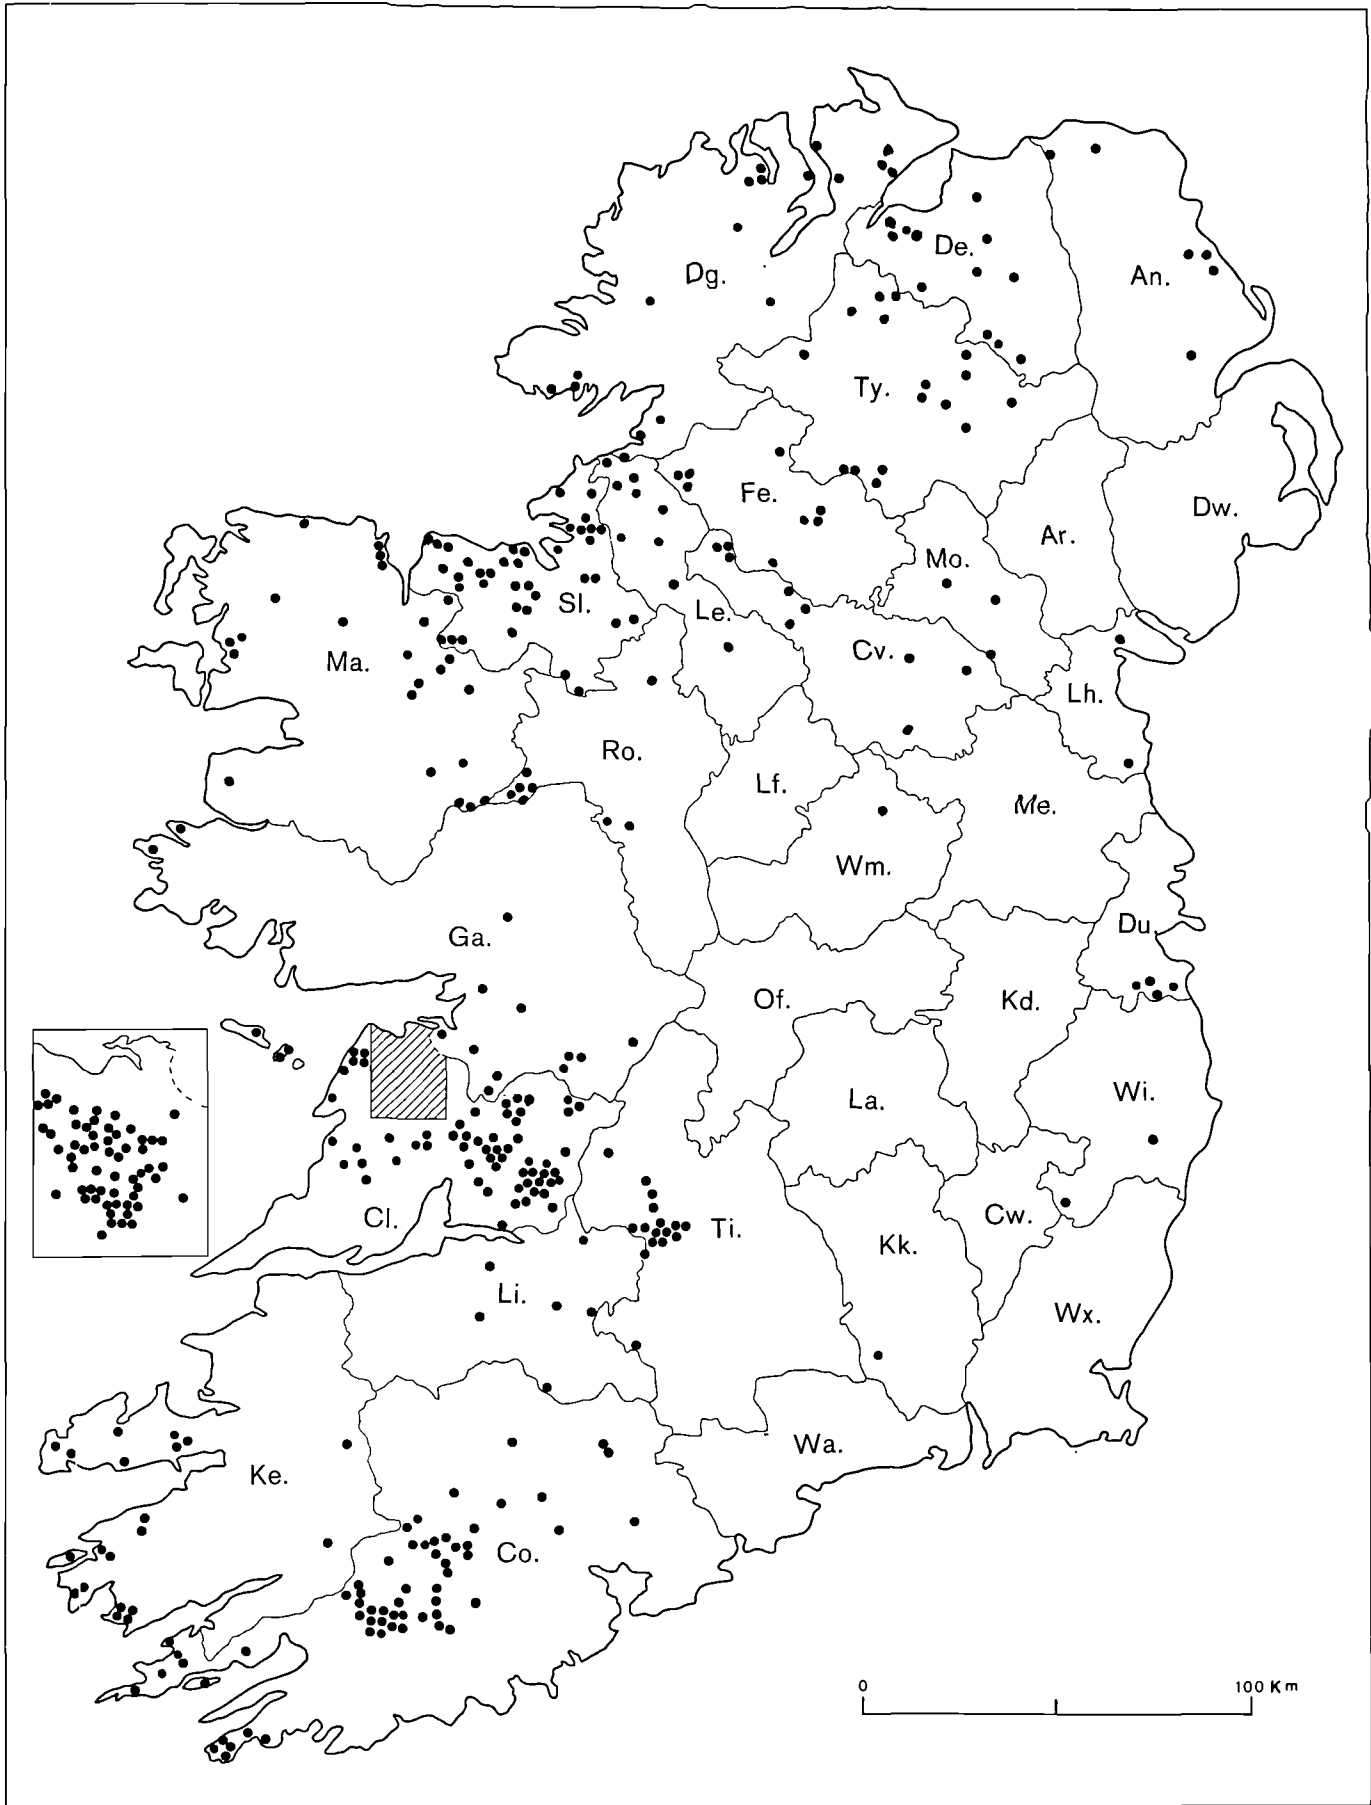 Dg.
De.
An.
Ty.
Fe.
Dw.
Ar.
Mo.
Sl.
Le.
Ma.
Cv.
Lh.
Ro.
Lf.
Me.
Wm.
Du.
Ga.
Of.
Kd.
La.
Wi.
Cl.
Ti.
Cw.
Kk.
Li.
Wx.
Wa.
Ke.
Co.
0 100 Km